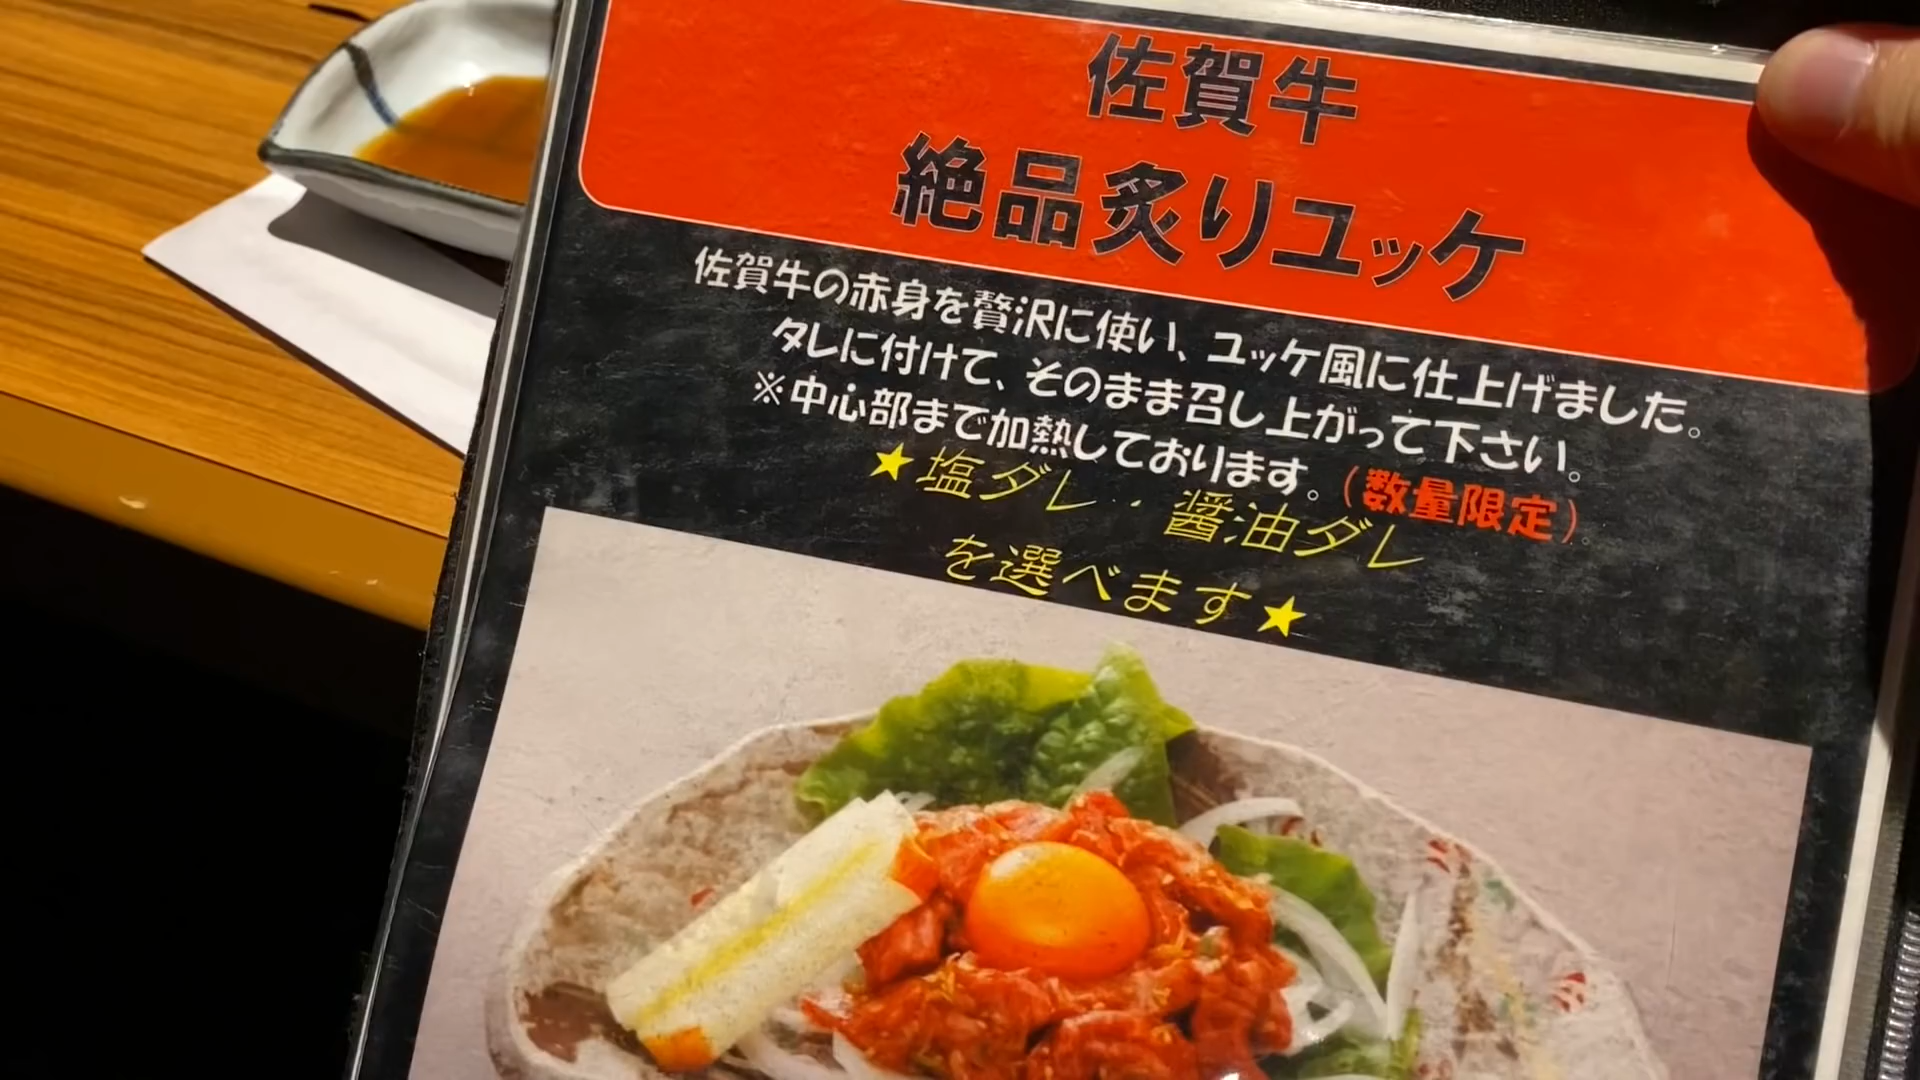 佐賀牛
絶品炙りユッケ
佐賀牛の赤身を贅沢に使い、ユッケ風に仕上げました。
タレに付けて、そのまま召し上がって下さい。
※中心部まで加熱しております。(数量限定)。
★塩ダレ・醤油ダレ
を選べます★